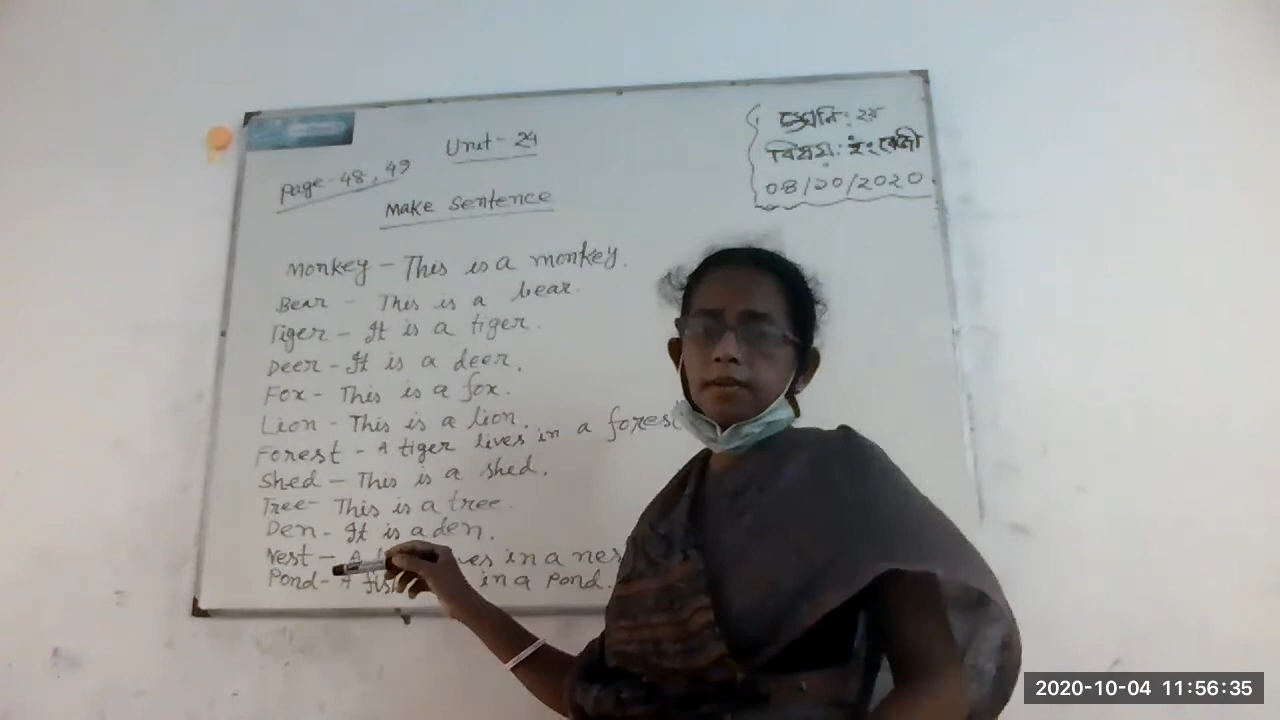 Unit - 24
Page - 48, 49
Make Sentence
শ্রেনি: ২য়
বিষয়: ইংরেজী
08/10/2020
Monkey - This is a monkey.
Bear - This is a bear.
Tiger - It is a tiger.
Deer - It is a deer.
Fox - This is a fox.
Lion - This is a lion.
Forest - A tiger lives in a forest
Shed - This is a shed.
Tree - This is a tree.
Den - It is a den.
Nest - A in a nes
Pond - A fis in a pond.
2020-10-04 11:56:35